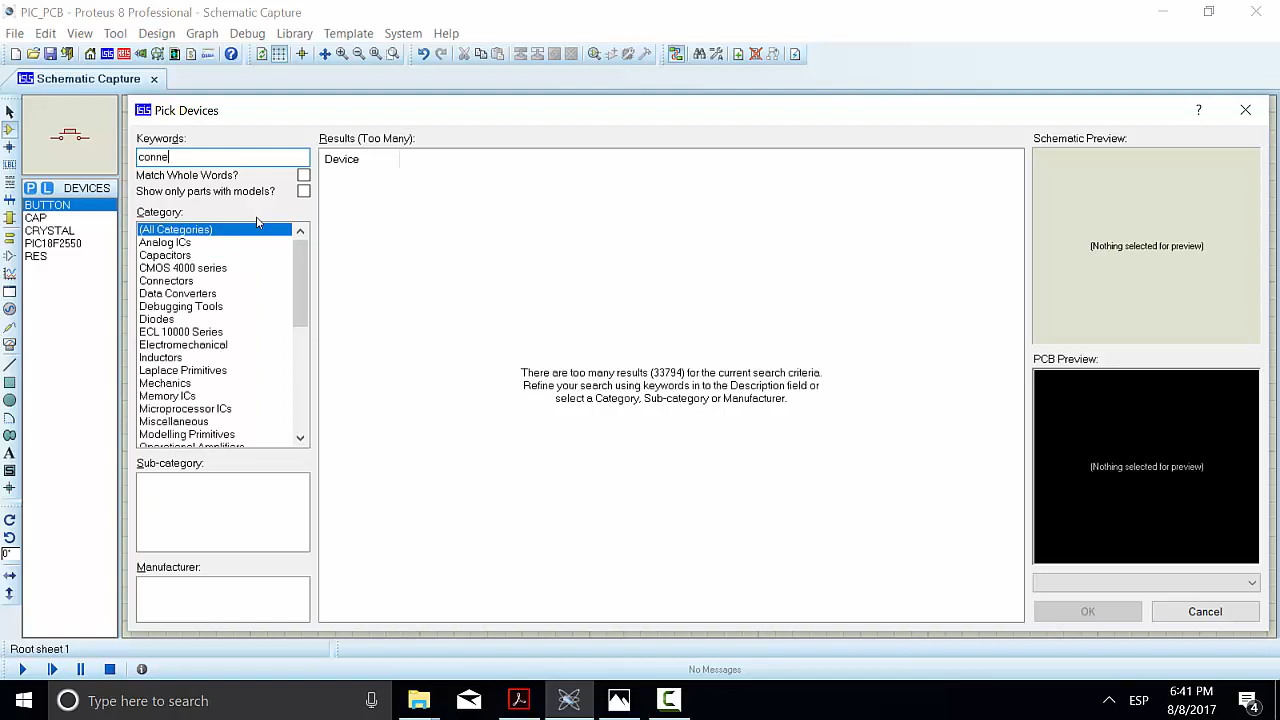 PIC_PCB - Proteus 8 Professional - Schematic Capture
File Edit View Tool Design Graph Debug Library Template System Help
Schematic Capture
Pick Devices
Keywords:
conne
Match Whole Words?
Show only parts with models?
Category:
(All Categories)
Analog ICs
Capacitors
CMOS 4000 series
Connectors
Data Converters
Debugging Tools
Diodes
ECL 10000 Series
Electromechanical
Inductors
Laplace Primitives
Mechanics
Memory ICs
Microprocessor ICs
Miscellaneous
Modelling Primitives
Operational Amplifiers
Sub-category:
Manufacturer:
P L DEVICES
BUTTON
CAP
CRYSTAL
PIC18F2550
RES
Results (Too Many):
Device
There are too many results (33794) for the current search criteria.
Refine your search using keywords in to the Description field or
select a Category, Sub-category or Manufacturer.
Schematic Preview:
(Nothing selected for preview)
PCB Preview:
(Nothing selected for preview)
OK Cancel
Root sheet 1
No Messages
Type here to search
ESP
6:41 PM
8/8/2017
4